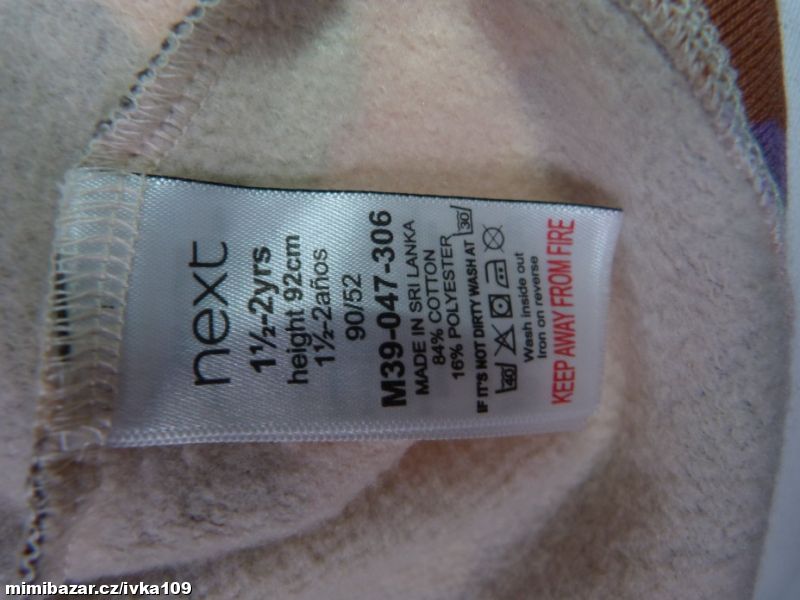 next
1½-2yrs
height 92cm
1½-2años
90/52
M39-047-306
MADE IN SRI LANKA
84% COTTON
16% POLYESTER
IF IT'S NOT DIRTY WASH AT 30
40
Wash inside out
Iron on reverse
KEEP AWAY FROM FIRE
mimibazar.cz/ivka109